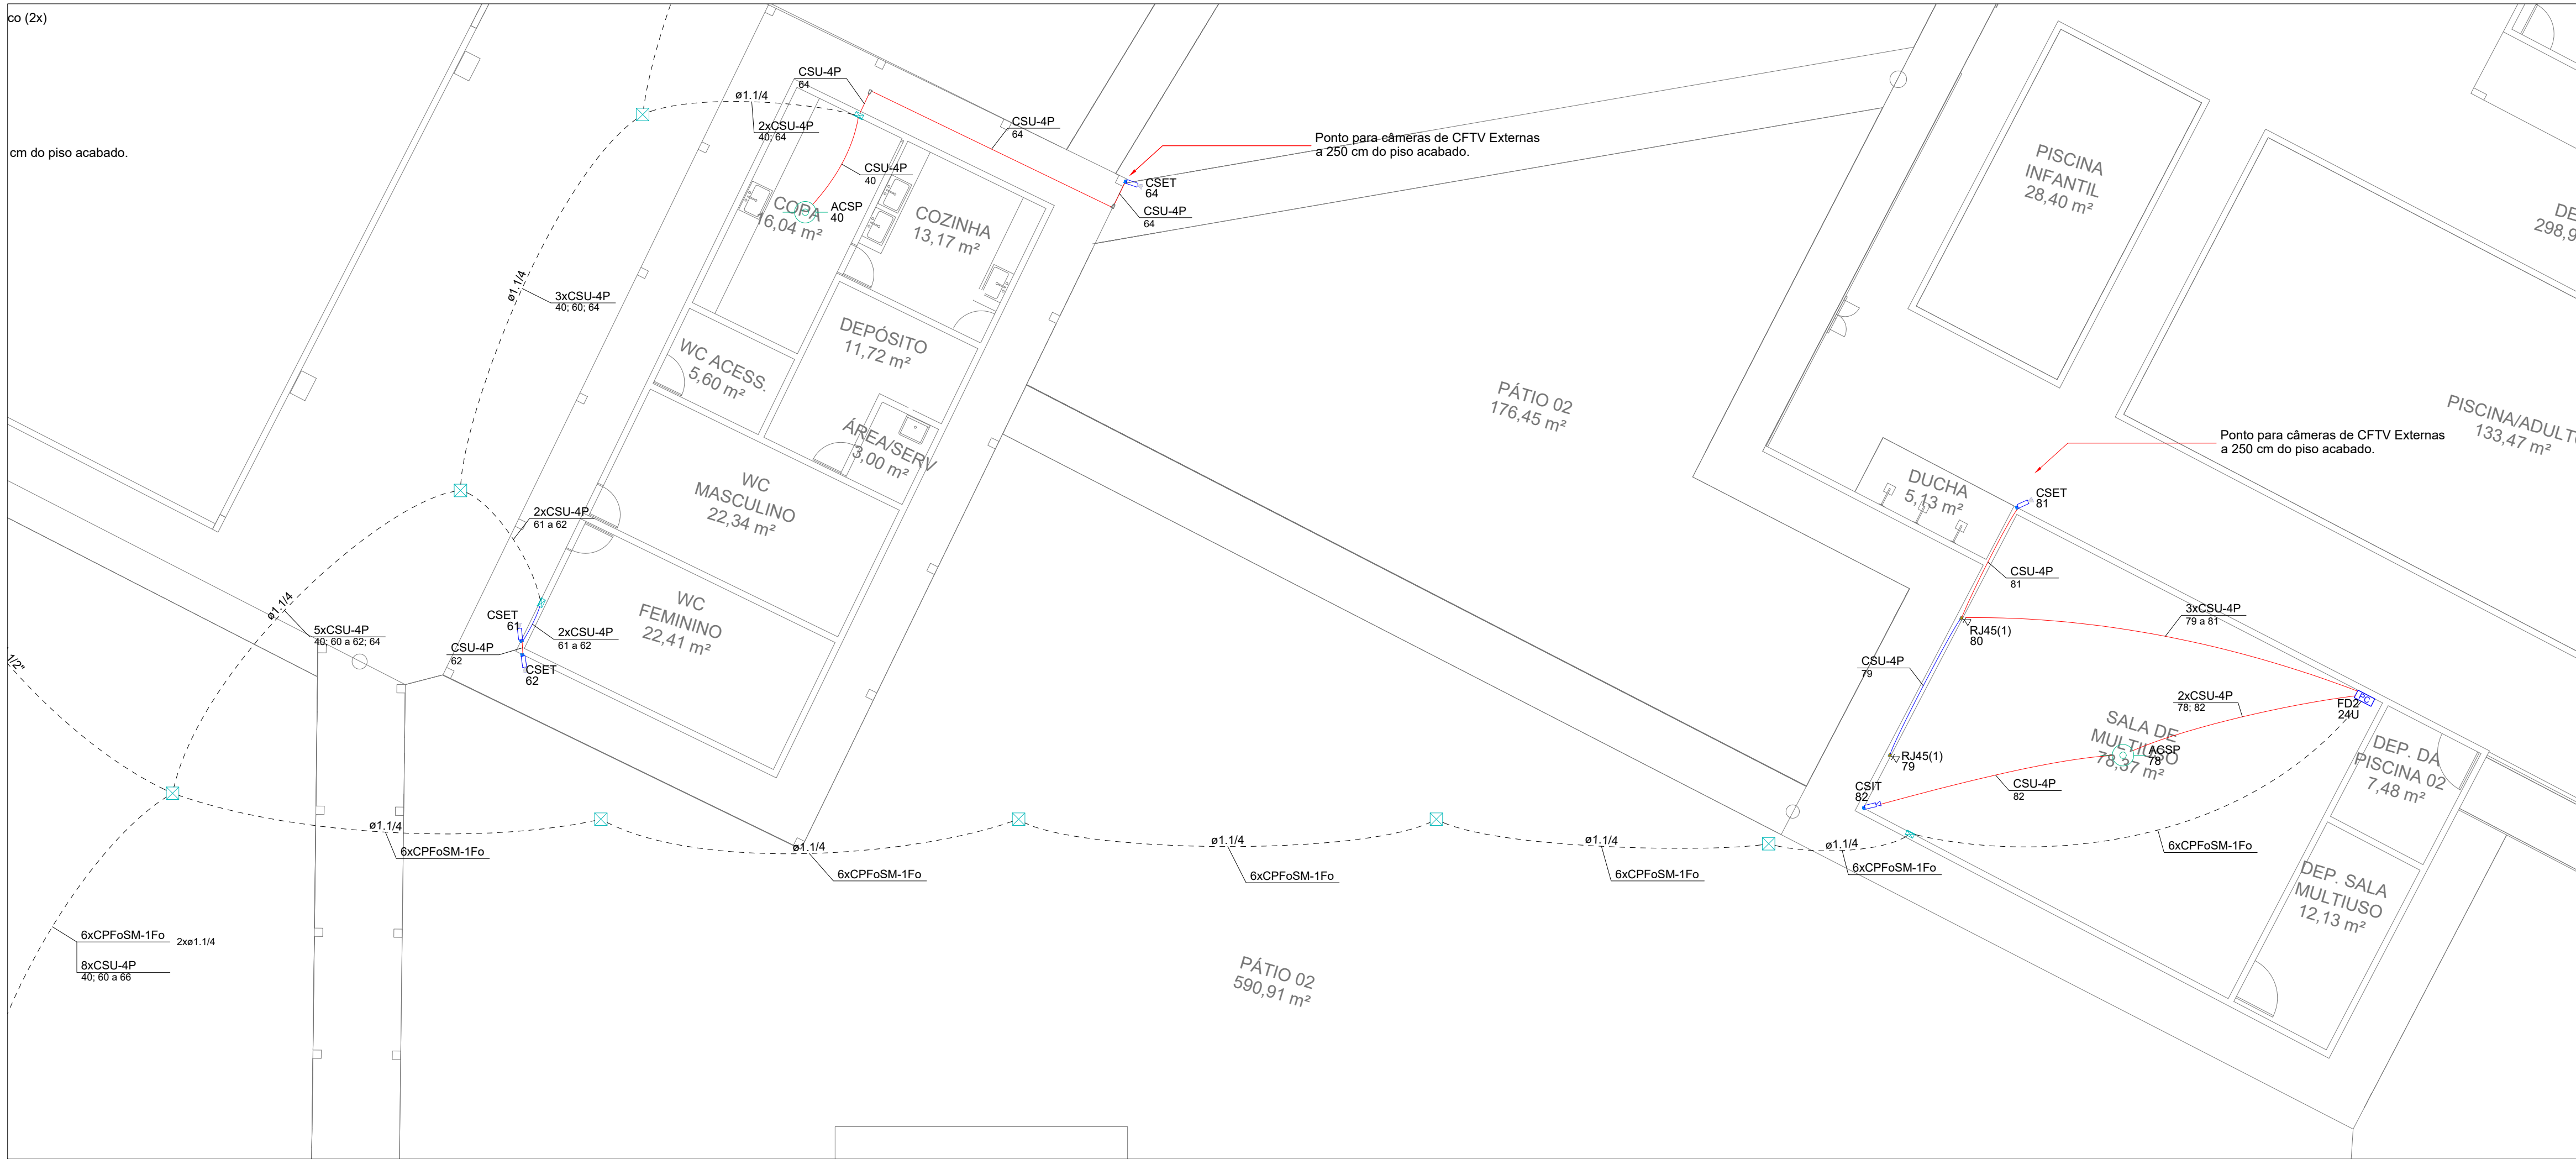 co (2x)
cm do piso acabado.
CSU-4P
64
ø1.1/4
2xCSU-4P
40; 64
CSU-4P
64
CSU-4P
40
Ponto para câmeras de CFTV Externas
a 250 cm do piso acabado.
CSET
64
CSU-4P
64
ACSP
40
COPA
16,04 m²
COZINHA
13,17 m²
PISCINA
INFANTIL
28,40 m²
DE
298,9
ø1.1/4
3xCSU-4P
40; 60; 64
DEPÓSITO
11,72 m²
WC ACESS.
5,60 m²
ÁREA/SERV
3,00 m²
PÁTIO 02
176,45 m²
PISCINA/ADULTO
133,47 m²
Ponto para câmeras de CFTV Externas
a 250 cm do piso acabado.
WC
MASCULINO
22,34 m²
DUCHA
5,13 m²
CSET
81
2xCSU-4P
61 a 62
CSU-4P
81
ø1.1/4
5xCSU-4P
40; 60 a 62; 64
CSET
61
2xCSU-4P
61 a 62
CSU-4P
62
CSET
62
WC
FEMININO
22,41 m²
3xCSU-4P
79 a 81
RJ45(1)
80
CSU-4P
79
1/2"
2xCSU-4P
78; 82
FD2
24U
PC
SALA DE
MULTIUSO
78,37 m²
ACSP
78
RJ45(1)
79
CSIT
82
CSU-4P
82
DEP. DA
PISCINA 02
7,48 m²
ø1.1/4
6xCPFoSM-1Fo
ø1.1/4
6xCPFoSM-1Fo
ø1.1/4
6xCPFoSM-1Fo
ø1.1/4
6xCPFoSM-1Fo
ø1.1/4
6xCPFoSM-1Fo
6xCPFoSM-1Fo
DEP. SALA
MULTIUSO
12,13 m²
6xCPFoSM-1Fo
2xø1.1/4
8xCSU-4P
40; 60 a 66
PÁTIO 02
590,91 m²